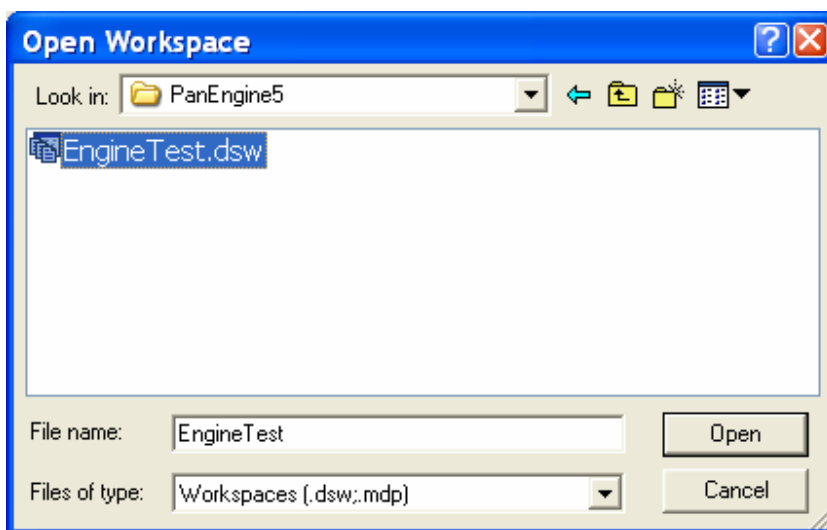 Open Workspace
Look in: PanEngine5
EngineTest.dsw
File name: EngineTest Open
Files of type: Workspaces (.dsw;.mdp) Cancel